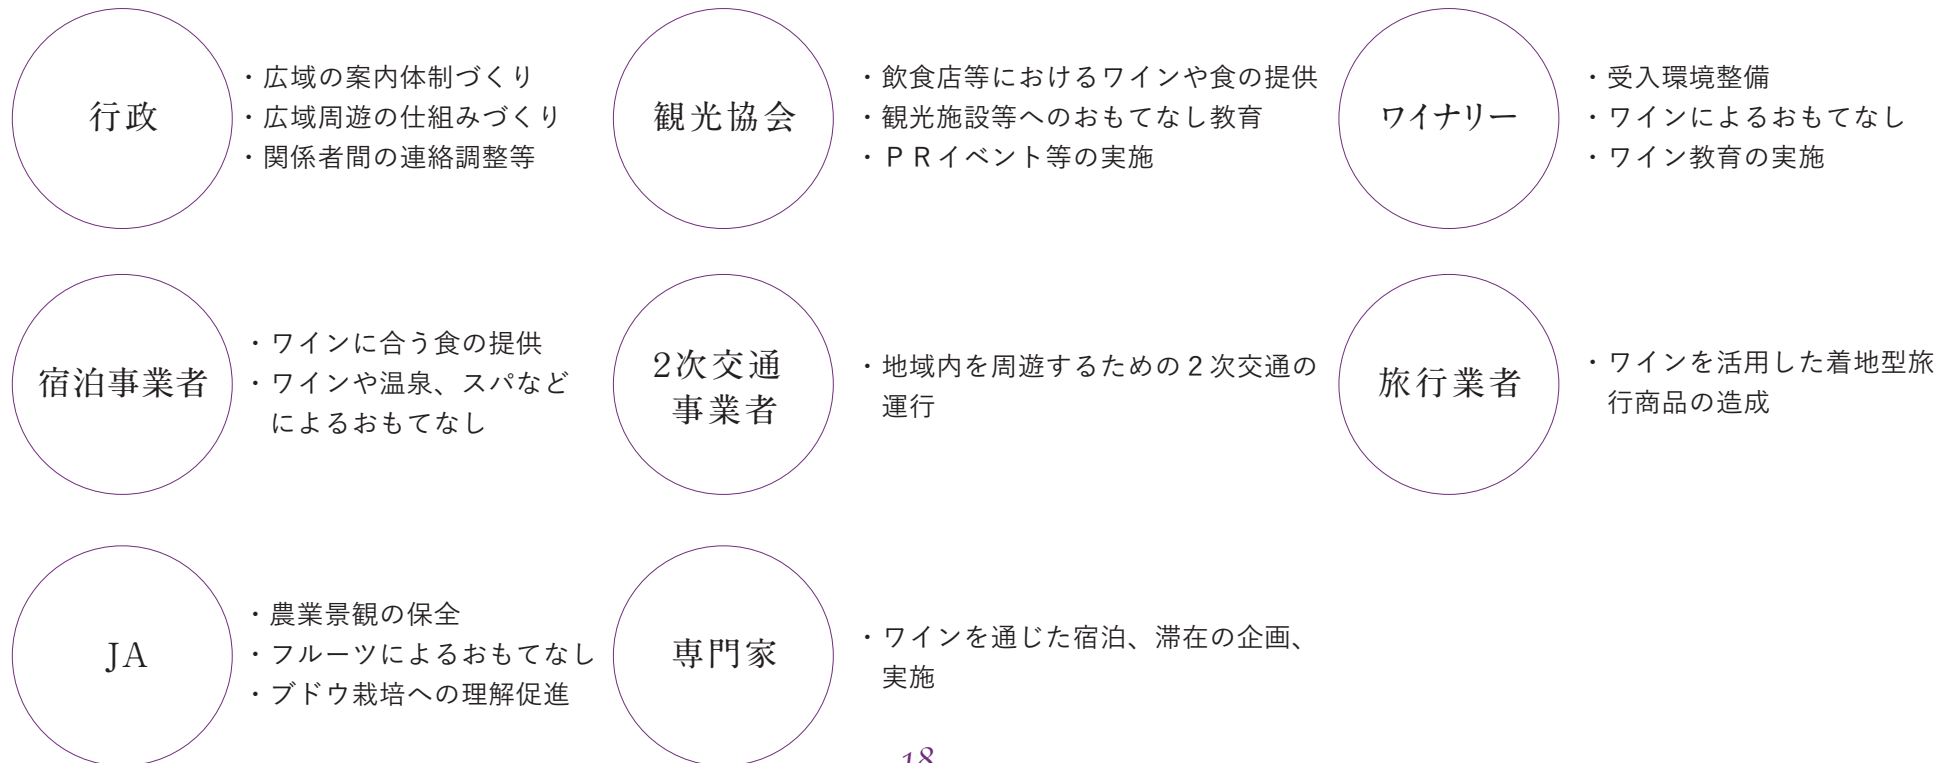 行政
・広域の案内体制づくり
・広域周遊の仕組みづくり
・関係者間の連絡調整等
観光協会
・飲食店等におけるワインや食の提供
・観光施設等へのおもてなし教育
・ＰＲイベント等の実施
ワイナリー
・受入環境整備
・ワインによるおもてなし
・ワイン教育の実施
宿泊事業者
・ワインに合う食の提供
・ワインや温泉、スパなど
によるおもてなし
2次交通
事業者
・地域内を周遊するための２次交通の
運行
旅行業者
・ワインを活用した着地型旅
行商品の造成
JA
・農業景観の保全
・フルーツによるおもてなし
・ブドウ栽培への理解促進
専門家
・ワインを通じた宿泊、滞在の企画、
実施
18